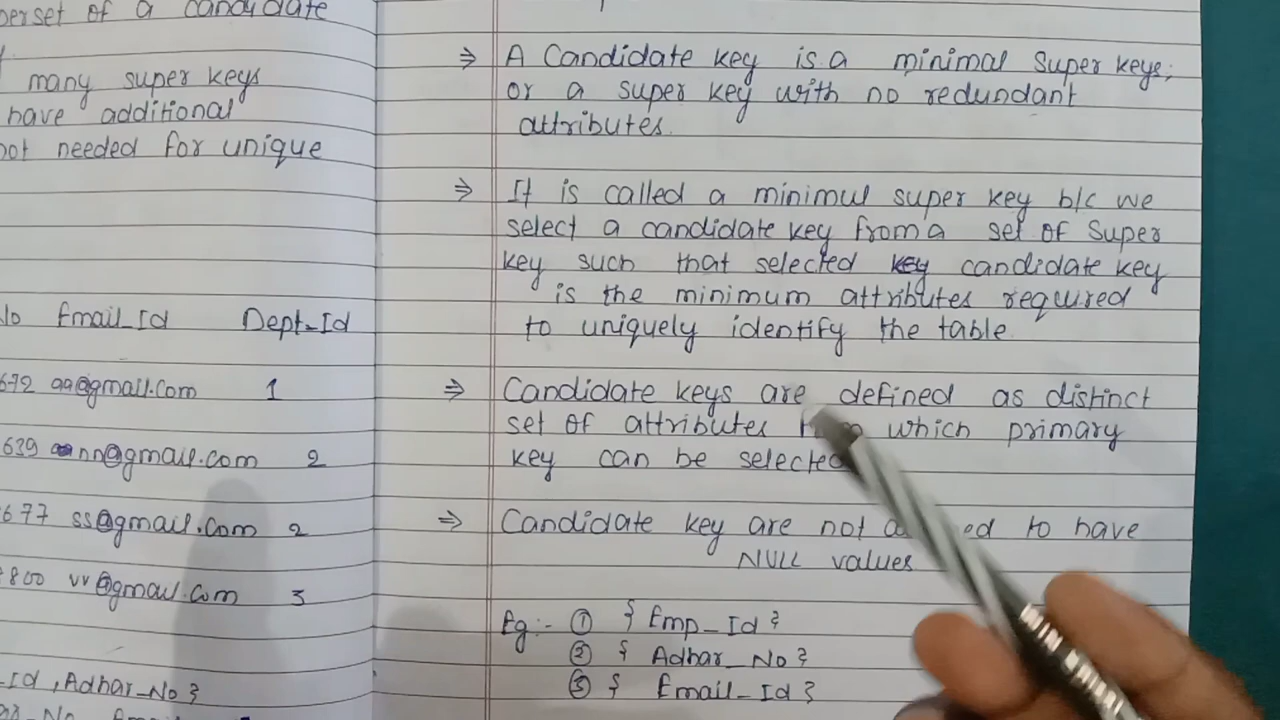 perset of a candidate
many super keys
have additional
not needed for unique
No Email_Id Dept_Id
672 aa@gmail.com 1
639 nn@gmail.com 2
677 ss@gmail.com 2
800 vv@gmail.com 3
_Id , Adhar_No }
⇒ A Candidate key is a minimal Super keys,
or a super key with no redundant
attributes.
⇒ It is called a minimul super key b/c we
select a candidate key from a set of Super
key such that selected key candidate key
is the minimum attributes required
to uniquely identify the table.
⇒ Candidate keys are defined as distinct
set of attributes which primary
key can be selected
⇒ Candidate key are not to have
NULL values
Eg:- ① { Emp_Id }
② { Adhar_No }
③ { Email_Id }